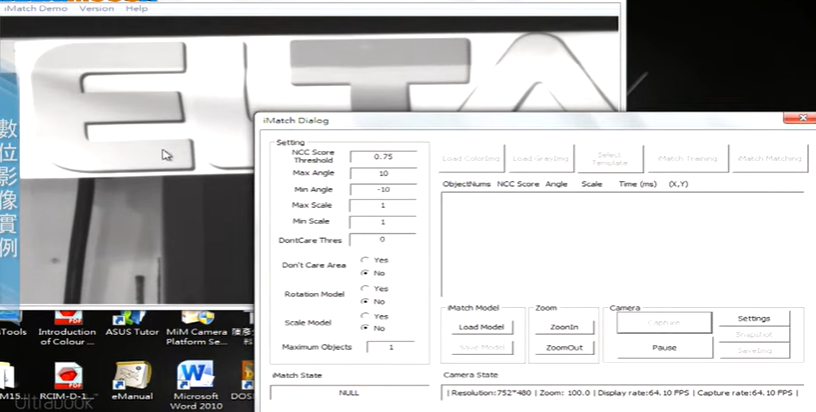 iMatch Demo Version Help
EITA
數位影像實例
iMatch Dialog
Setting
NCC Score Threshold 0.75
Max Angle 10
Min Angle -10
Max Scale 1
Min Scale 1
DontCare Thres 0
Don't Care Area Yes
No
Rotation Model Yes
No
Scale Model Yes
No
Maximum Objects 1
iMatch State
NULL
Load ColorImg Load GreyImg Select Template iMatch Training iMatch Matching
ObjectNums NCC Score Angle Scale Time (ms) (X,Y)
iMatch Model
Load Model
Save Model
Zoom
ZoomIn
ZoomOut
Camera
Capture
Pause
Settings
Snapshot
SaveImg
Camera State
| Resolution:752*480 | Zoom: 100.0 | Display rate:64.10 FPS | Capture rate:64.10 FPS |
Tools
Introduction of Colour ...
ASUS Tutor
MiM Camera Platform Se...
M15...
RCIM-D-1...
eManual
Microsoft Word 2010
DOS
Ultrabook™